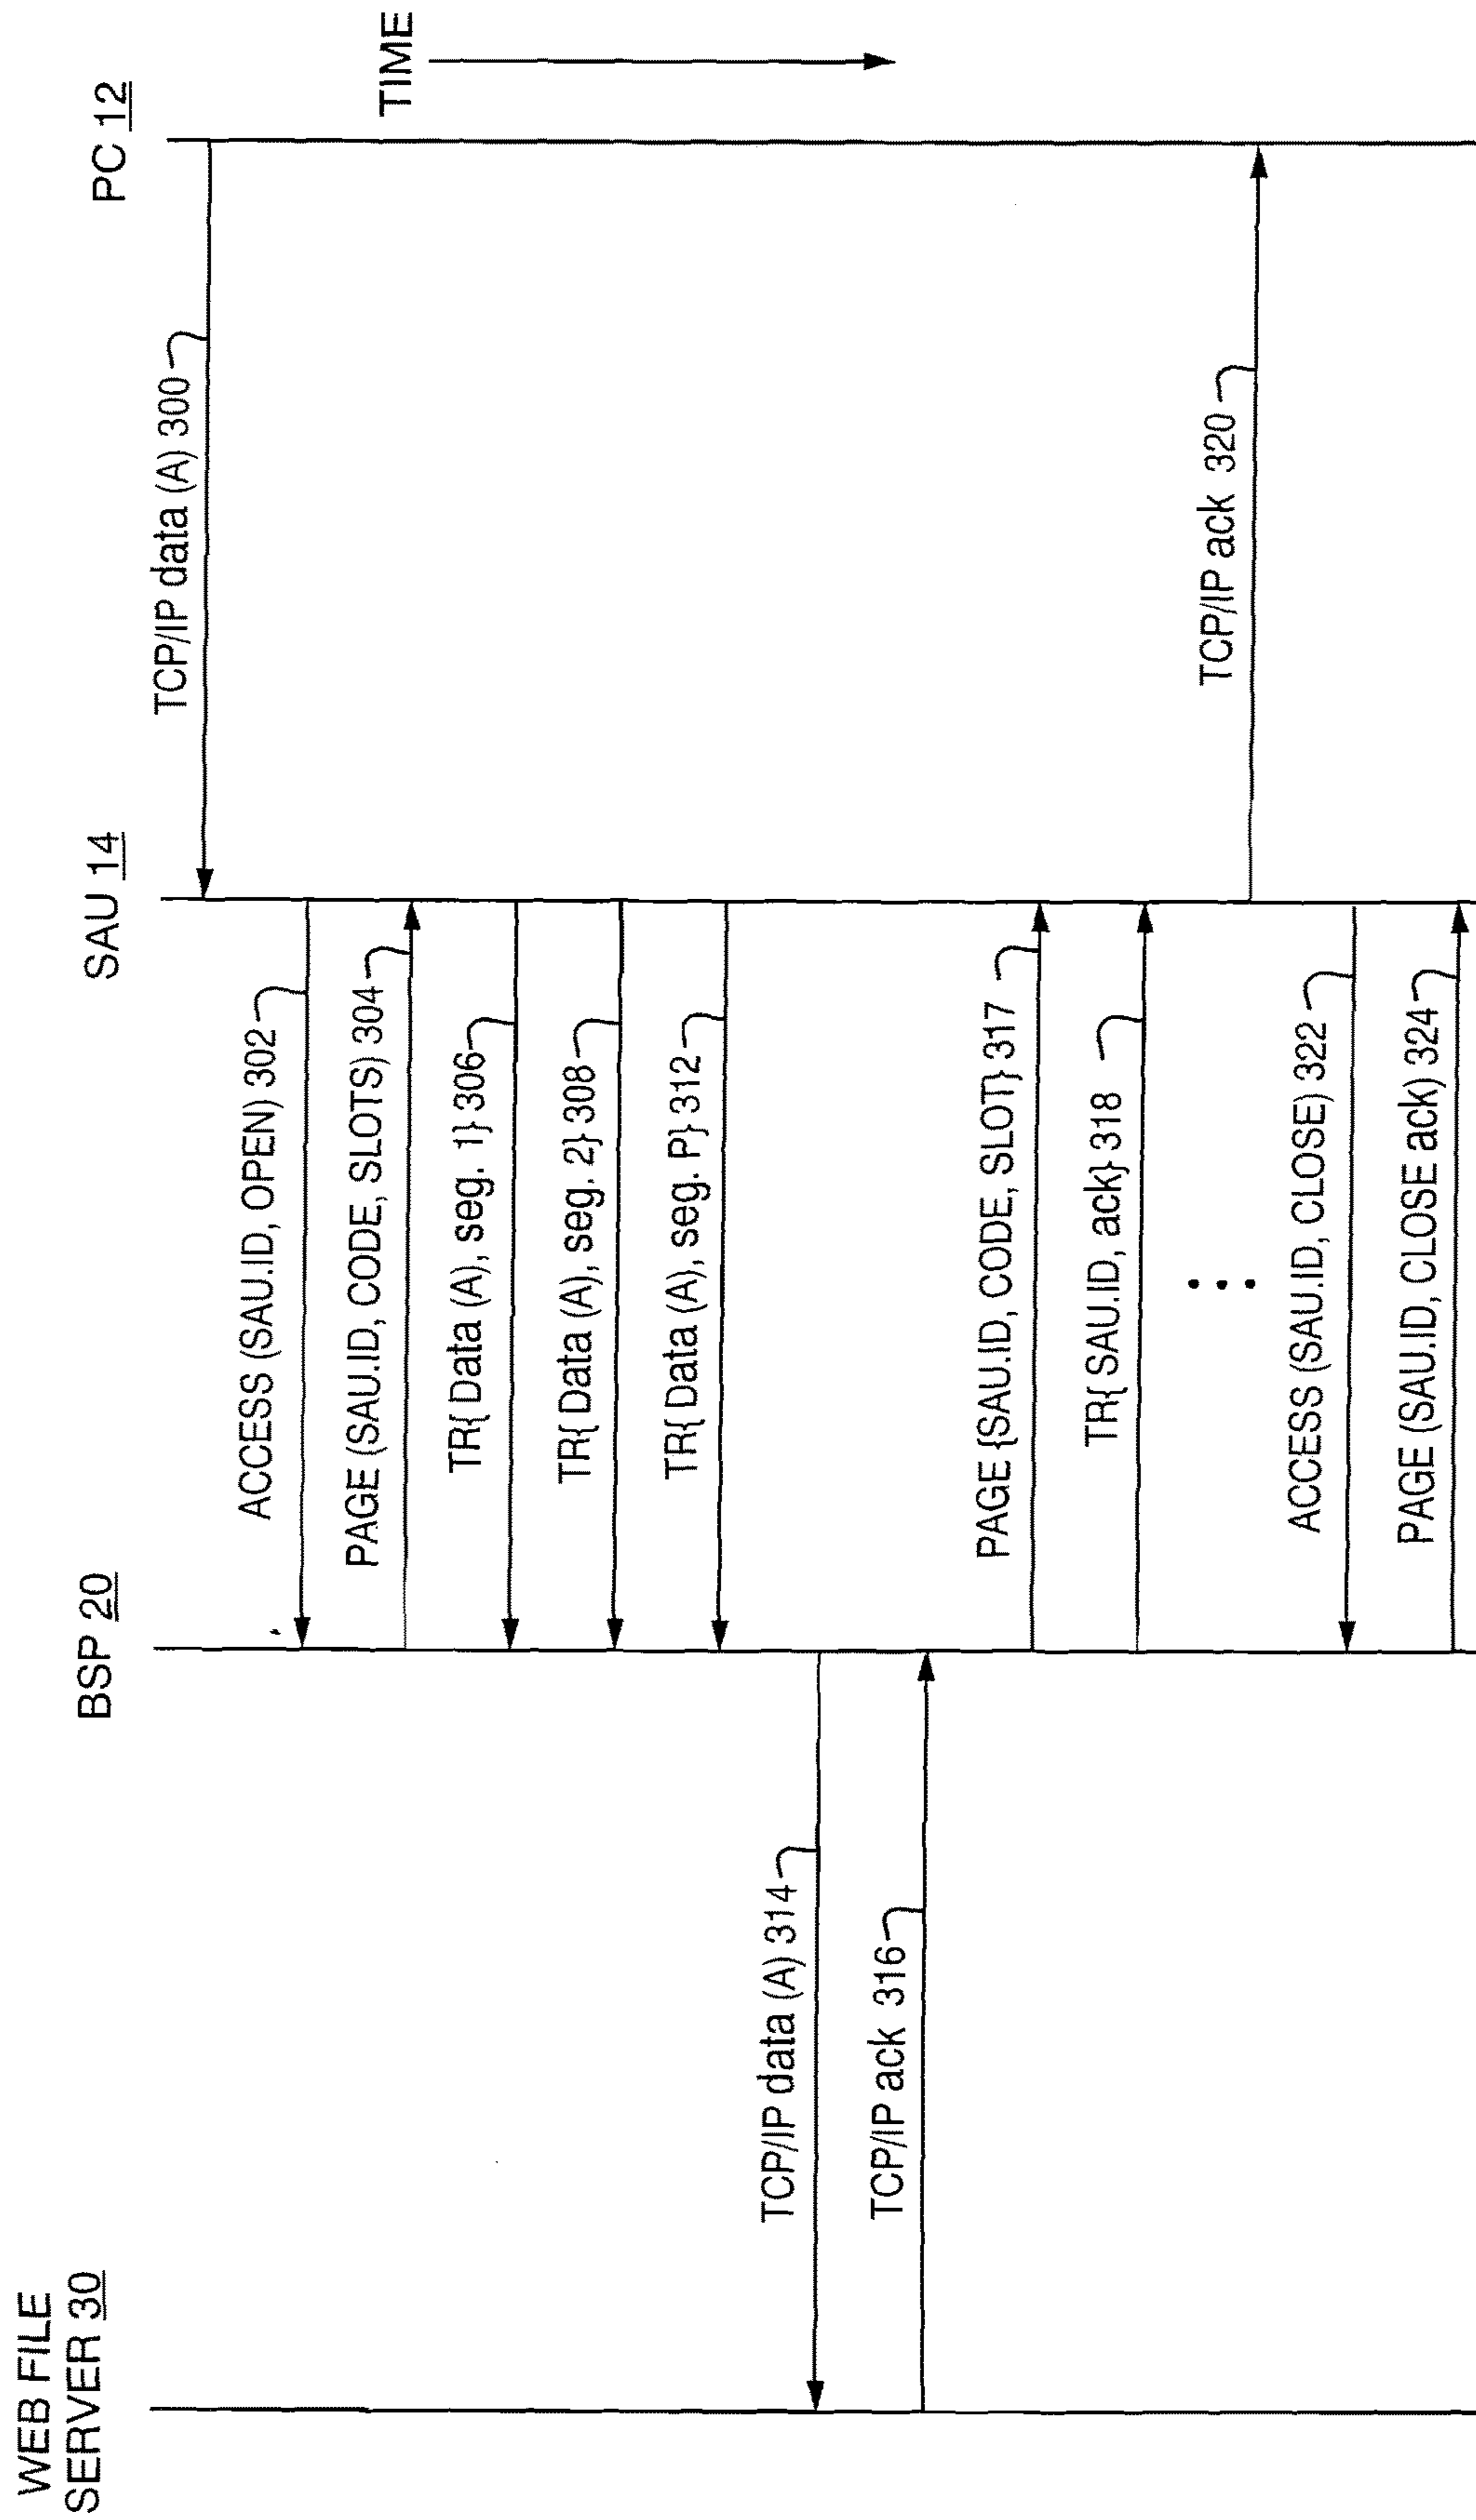 WEB FILE
SERVER 30
BSP 20
SAU 14
PC 12
TIME
TCP/IP data (A) 300
ACCESS (SAU.ID, OPEN) 302
PAGE (SAU.ID, CODE, SLOTS) 304
TR{ Data (A), seg. 1} 306
TR{ Data (A), seg. 2} 308
TR{ Data (A), seg. P} 312
TCP/IP data (A) 314
TCP/IP ack 316
PAGE {SAU.ID, CODE, SLOT} 317
TR{ SAU.ID, ack} 318
TCP/IP ack 320
ACCESS (SAU.ID, CLOSE) 322
PAGE (SAU.ID, CLOSE ack) 324